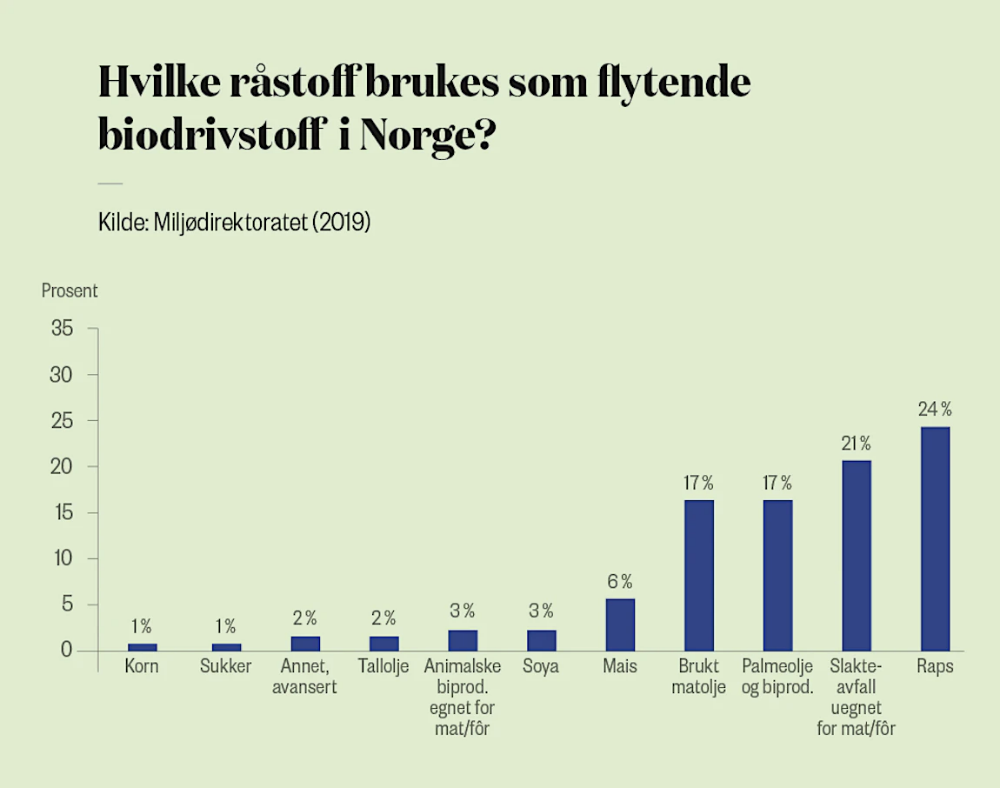 Hvilke råstoff brukes som flytende
biodrivstoff i Norge?
Kilde: Miljødirektoratet (2019)
Prosent
35
30
25
20
15
10
5
0
1 %
1 %
2 %
2 %
3 %
3 %
6 %
17 %
17 %
21 %
24 %
Korn
Sukker
Annet,
avansert
Tallolje
Animalske
biprod.
egnet for
mat/fôr
Soya
Mais
Brukt
matolje
Palmeolje
og biprod.
Slakte-
avfall
uegnet
for mat/fôr
Raps